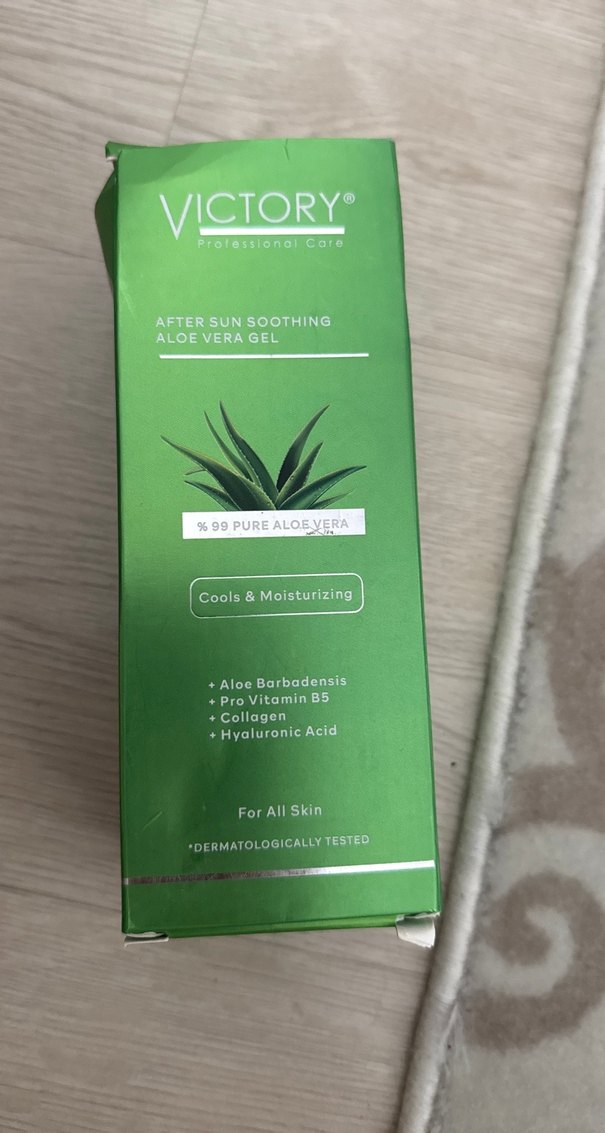 VICTORY®
Professional Care
AFTER SUN SOOTHING
ALOE VERA GEL
% 99 PURE ALOE VERA
Cools & Moisturizing
+ Aloe Barbadensis
+ Pro Vitamin B5
+ Collagen
+ Hyaluronic Acid
For All Skin
*DERMATOLOGICALLY TESTED